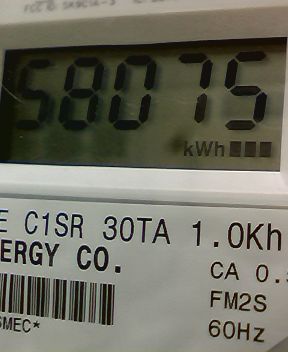 58075
kWh
E C1SR 30TA 1.0Kh
ERGY CO.
CA 0.
FM2S
60Hz
SMEC*